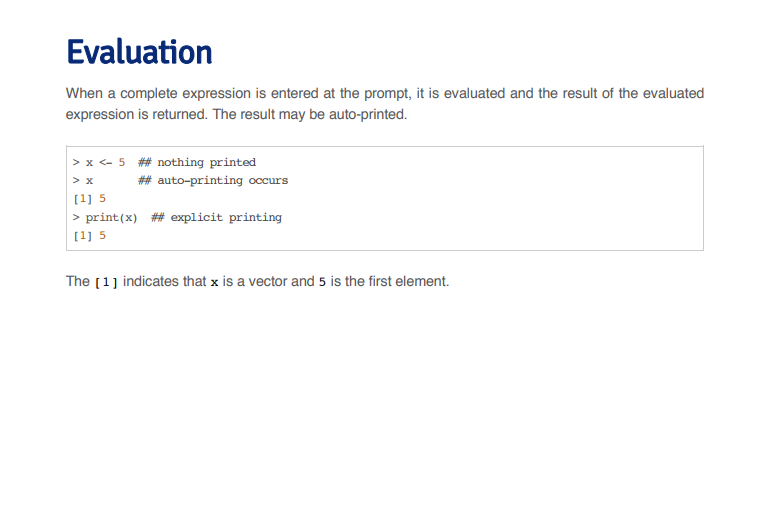 Evaluation
When a complete expression is entered at the prompt, it is evaluated and the result of the evaluated
expression is returned. The result may be auto-printed.
> x <- 5  ## nothing printed
> x       ## auto-printing occurs
[1] 5
> print(x)  ## explicit printing
[1] 5
The [1] indicates that x is a vector and 5 is the first element.